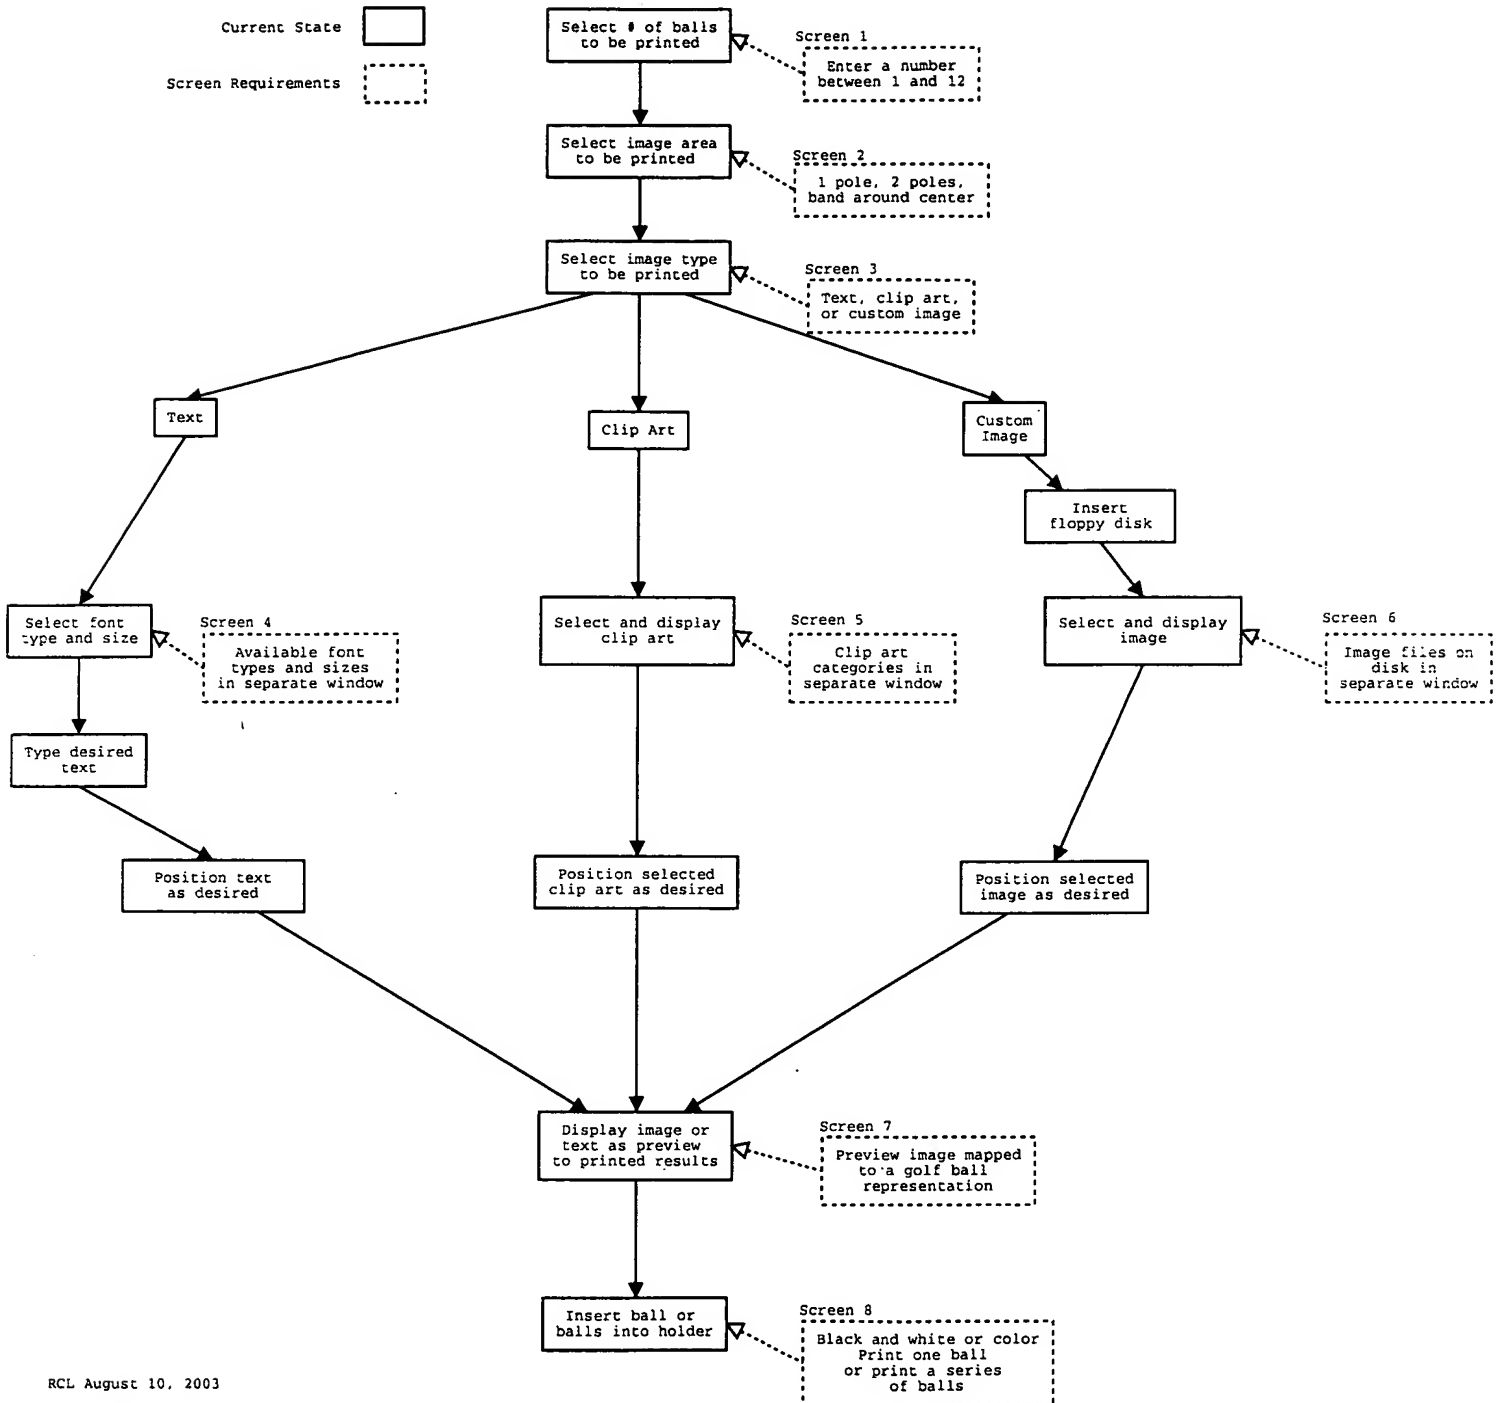 Current State
Screen Requirements
Select # of balls
to be printed
Screen 1
Enter a number
between 1 and 12
Select image area
to be printed
Screen 2
1 pole, 2 poles,
band around center
Select image type
to be printed
Screen 3
Text, clip art,
or custom image
Text
Clip Art
Custom
Image
Insert
floppy disk
Select font
type and size
Screen 4
Available font
types and sizes
in separate window
Select and display
clip art
Screen 5
Clip art
categories in
separate window
Select and display
image
Screen 6
Image files on
disk in
separate window
Type desired
text
Position text
as desired
Position selected
clip art as desired
Position selected
image as desired
Display image or
text as preview
to printed results
Screen 7
Preview image mapped
to a golf ball
representation
Insert ball or
balls into holder
Screen 8
Black and white or color
Print one ball
or print a series
of balls
RCL August 10, 2003